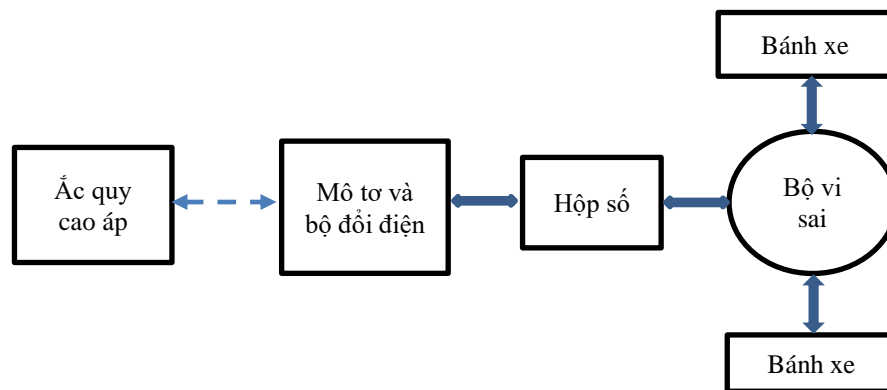 Bánh xe
Ắc quy
cao áp
Mô tơ và
bộ đổi điện
Hộp số
Bộ vi
sai
Bánh xe